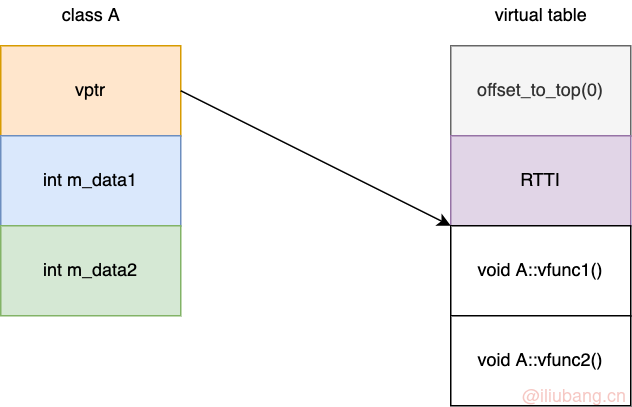 class A
virtual table
vptr
offset_to_top(0)
int m_data1
RTTI
int m_data2
void A::vfunc1()
void A::vfunc2()
@iliubang.cn